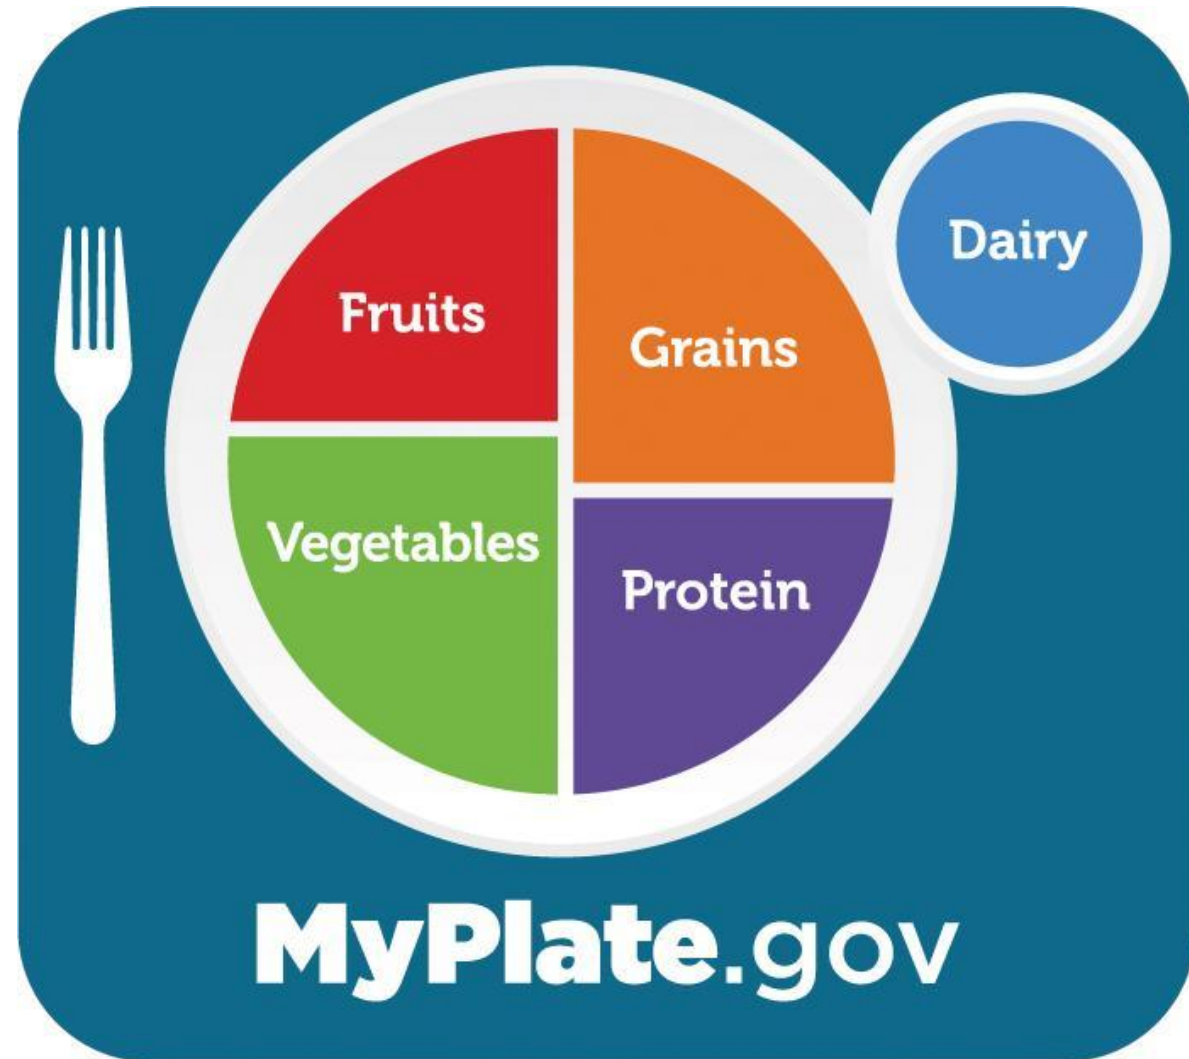 Fruits
Grains
Dairy
Vegetables
Protein
MyPlate.gov